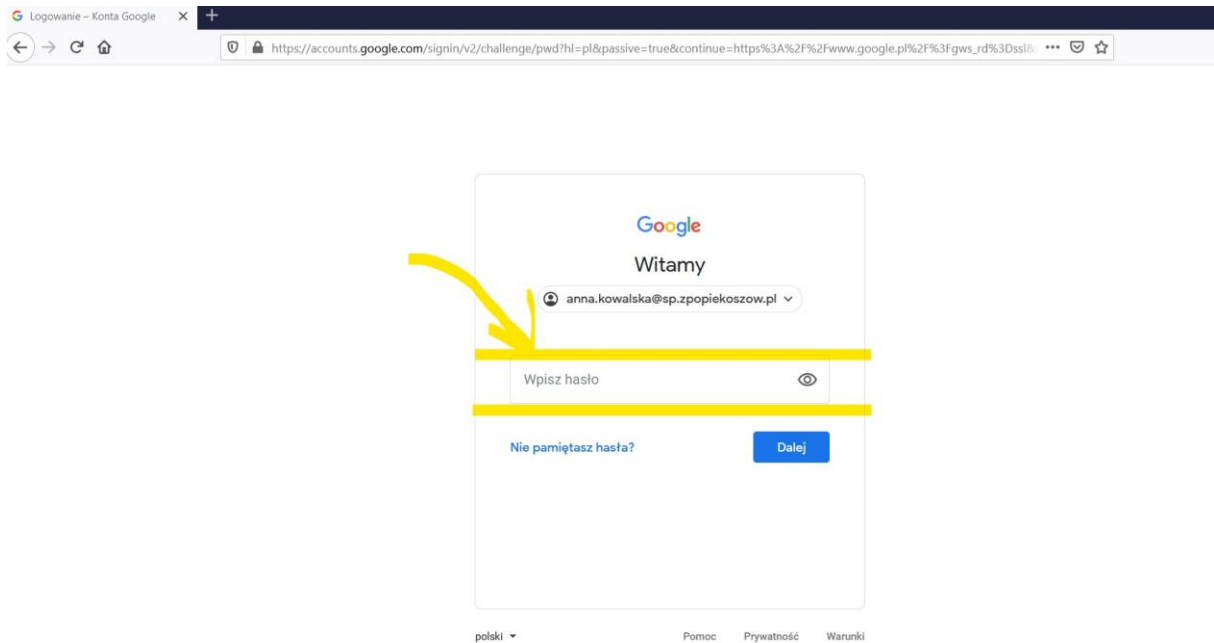 Logowanie – Konta Google
https://accounts.google.com/signin/v2/challenge/pwd?hl=pl&passive=true&continue=https%3A%2F%2Fwww.google.pl%2F%3Fgws_rd%3Dssl&
Google
Witamy
anna.kowalska@sp.zpopiekoszow.pl
Wpisz hasło
Nie pamiętasz hasła? Dalej
polski Pomoc Prywatność Warunki